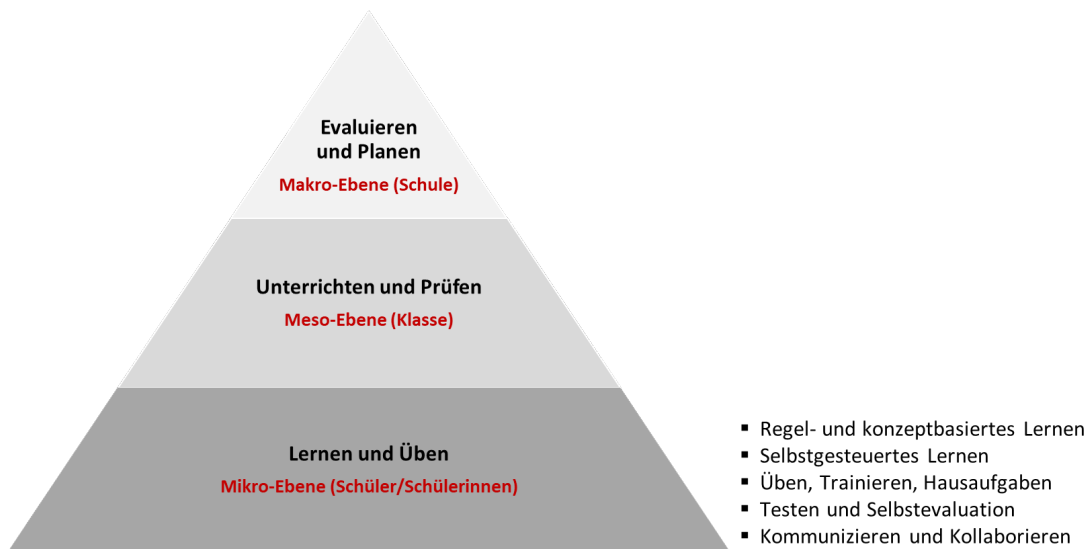 Evaluieren
und Planen
Makro-Ebene (Schule)
Unterrichten und Prüfen
Meso-Ebene (Klasse)
Lernen und Üben
Mikro-Ebene (Schüler/Schülerinnen)
▪ Regel- und konzeptbasiertes Lernen
▪ Selbstgesteuertes Lernen
▪ Üben, Trainieren, Hausaufgaben
▪ Testen und Selbstevaluation
▪ Kommunizieren und Kollaborieren